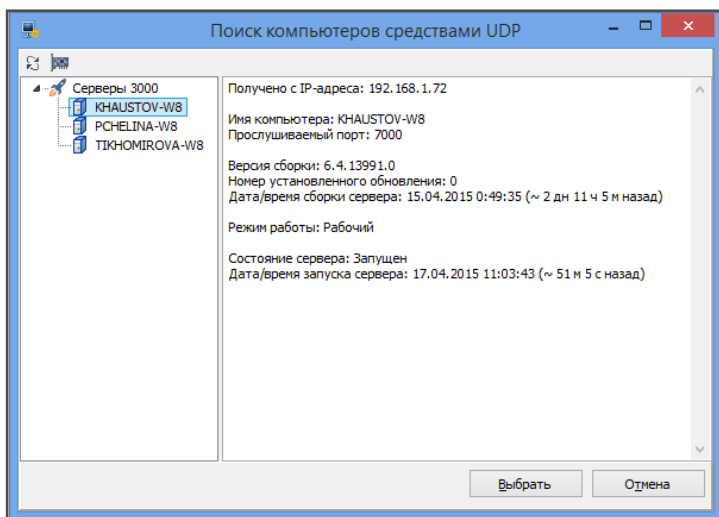 Поиск компьютеров средствами UDP
Серверы 3000
KHAUSTOV-W8
PCHELINA-W8
TIKHOMIROVA-W8
Получено с IP-адреса: 192.168.1.72
Имя компьютера: KHAUSTOV-W8
Прослушиваемый порт: 7000
Версия сборки: 6.4.13991.0
Номер установленного обновления: 0
Дата/время сборки сервера: 15.04.2015 0:49:35 (~ 2 дн 11 ч 5 м назад)
Режим работы: Рабочий
Состояние сервера: Запущен
Дата/время запуска сервера: 17.04.2015 11:03:43 (~ 51 м 5 с назад)
Выбрать
Отмена